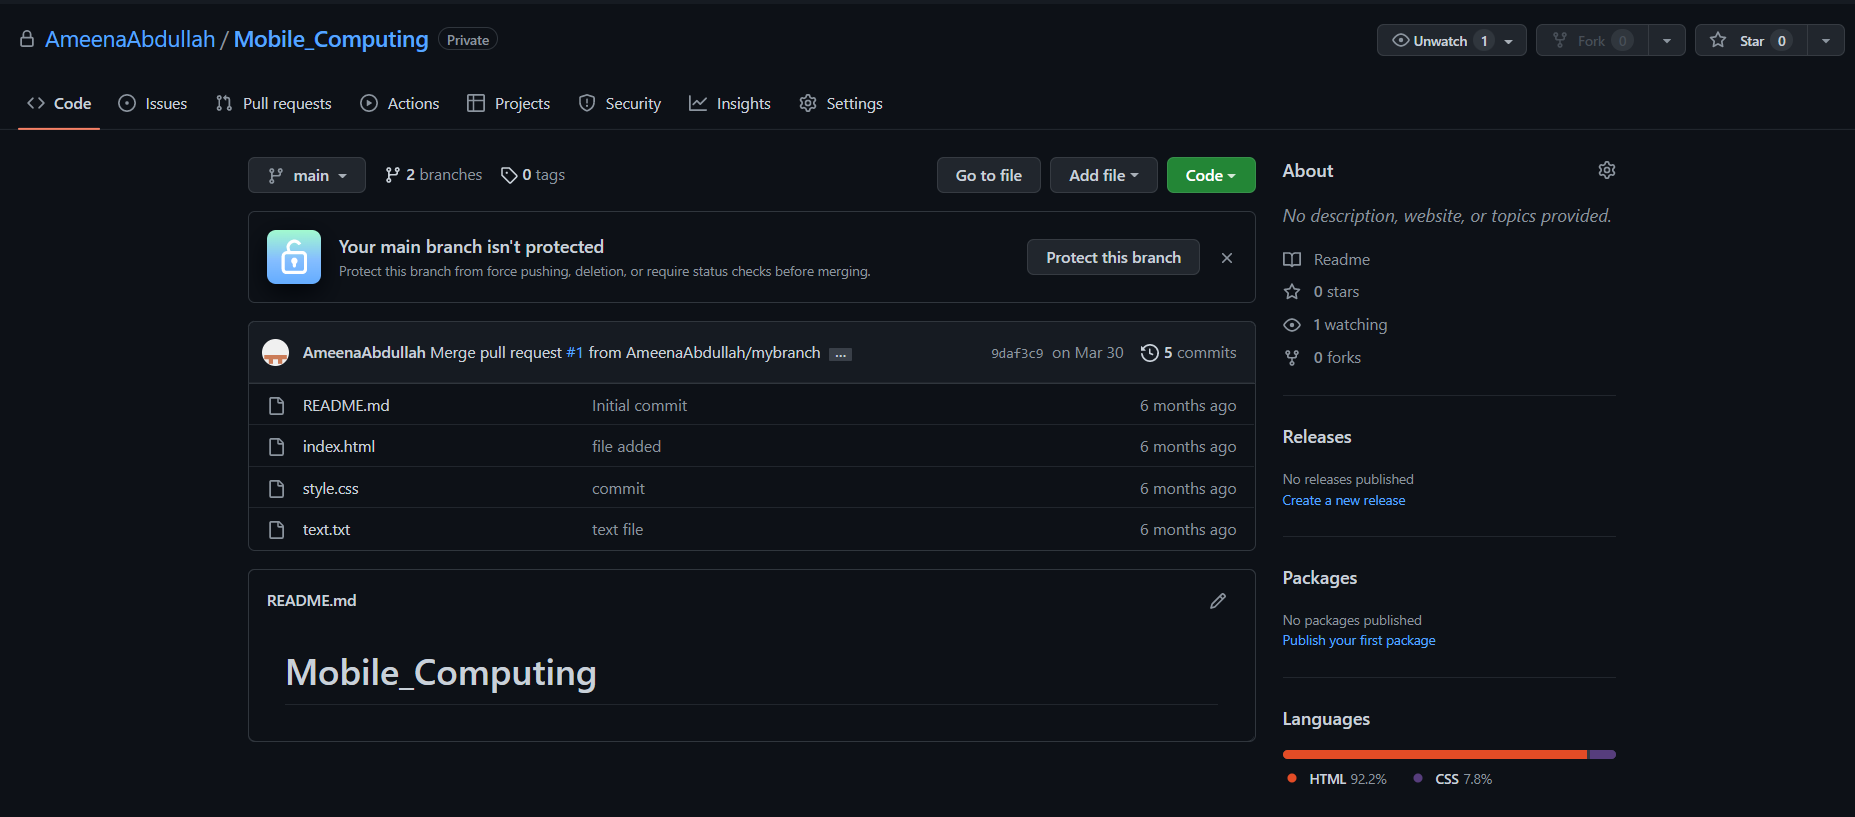 AmeenaAbdullah / Mobile_Computing Private
Unwatch 1
Fork 0
Star 0
Code Issues Pull requests Actions Projects Security Insights Settings
main 2 branches 0 tags
Go to file Add file Code
Your main branch isn't protected
Protect this branch from force pushing, deletion, or require status checks before merging.
Protect this branch
AmeenaAbdullah Merge pull request #1 from AmeenaAbdullah/mybranch ... 9daf3c9 on Mar 30 5 commits
README.md Initial commit 6 months ago
index.html file added 6 months ago
style.css commit 6 months ago
text.txt text file 6 months ago
README.md
Mobile_Computing
About
No description, website, or topics provided.
Readme
0 stars
1 watching
0 forks
Releases
No releases published
Create a new release
Packages
No packages published
Publish your first package
Languages
HTML 92.2% CSS 7.8%